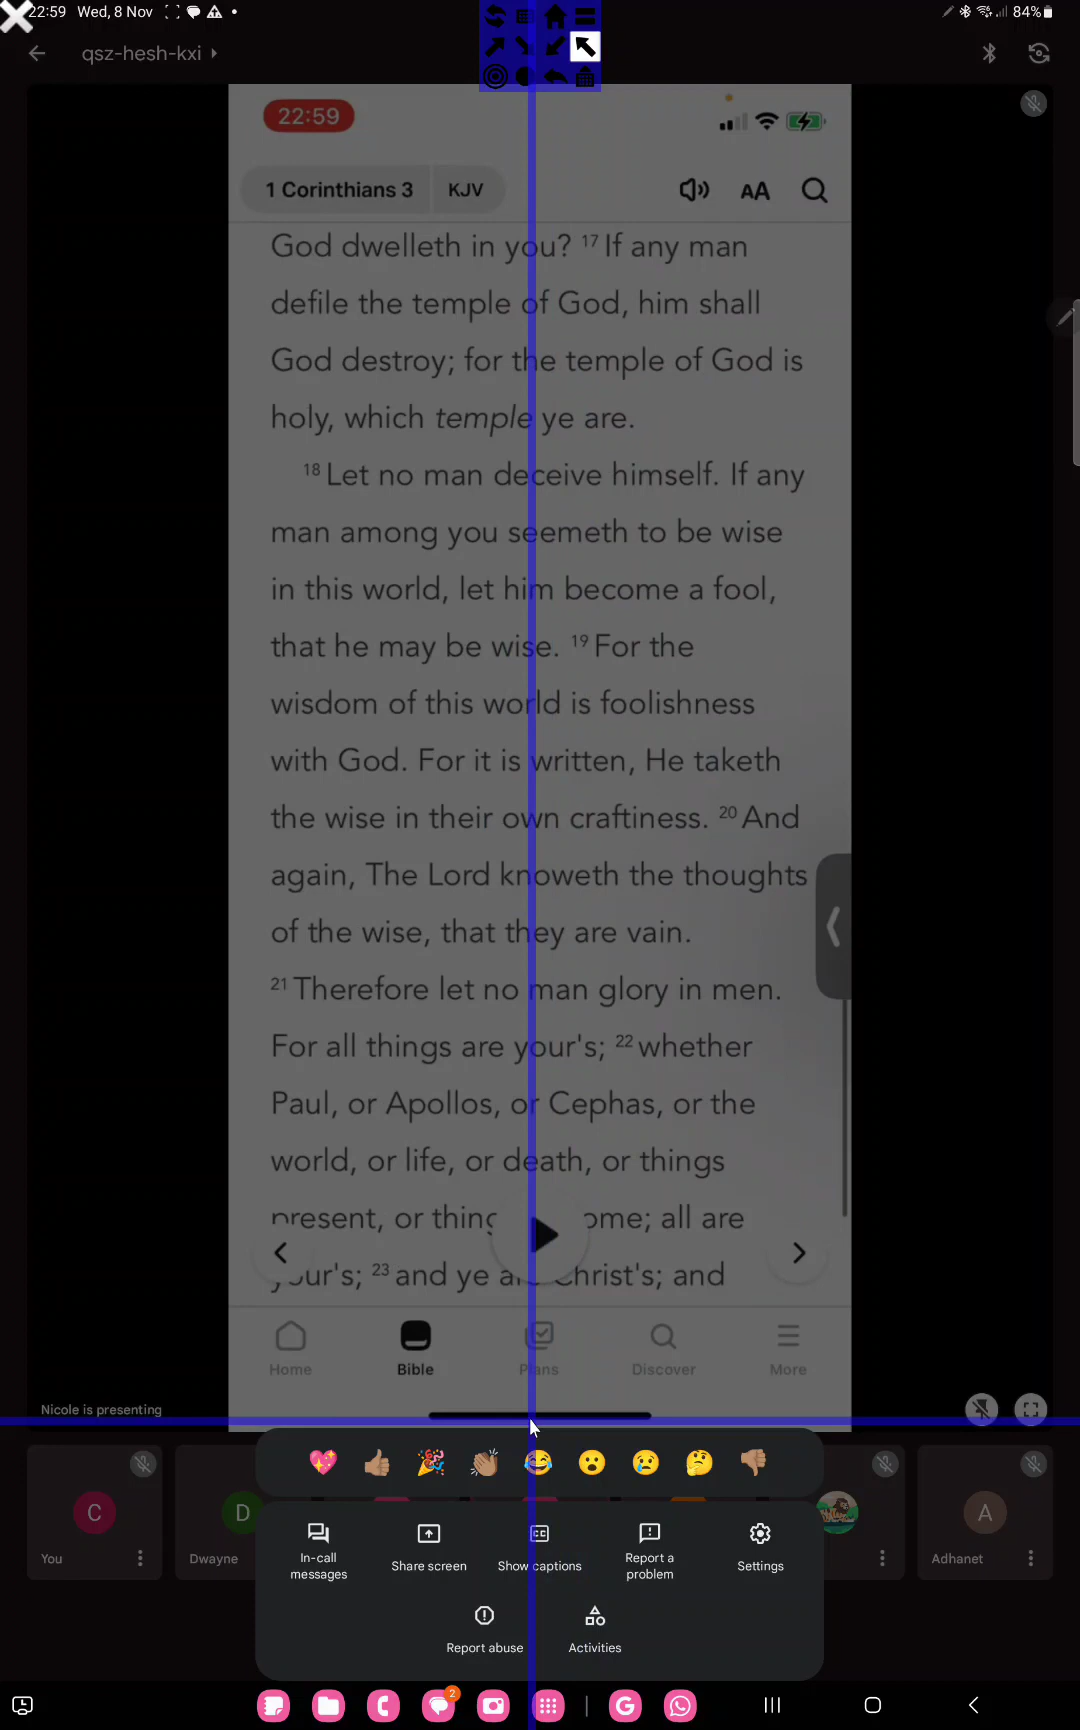 22:59 Wed, 8 Nov
84%
qsz-hesh-kxi
22:59
1 Corinthians 3 KJV AA
God dwelleth in you? 17 If any man
defile the temple of God, him shall
God destroy; for the temple of God is
holy, which temple ye are.
18 Let no man deceive himself. If any
man among you seemeth to be wise
in this world, let him become a fool,
that he may be wise. 19 For the
wisdom of this world is foolishness
with God. For it is written, He taketh
the wise in their own craftiness. 20 And
again, The Lord knoweth the thoughts
of the wise, that they are vain.
21 Therefore let no man glory in men.
For all things are your's; 22 whether
Paul, or Apollos, or Cephas, or the
world, or life, or death, or things
present, or all are
your's; 23 and ye are Christ's; and
Home Bible Plans Discover More
Nicole is presenting
C D A
You Dwayne Adhanet
In-call messages
Share screen
CC
Show captions
Report a problem
Settings
Report abuse
Activities
2
G